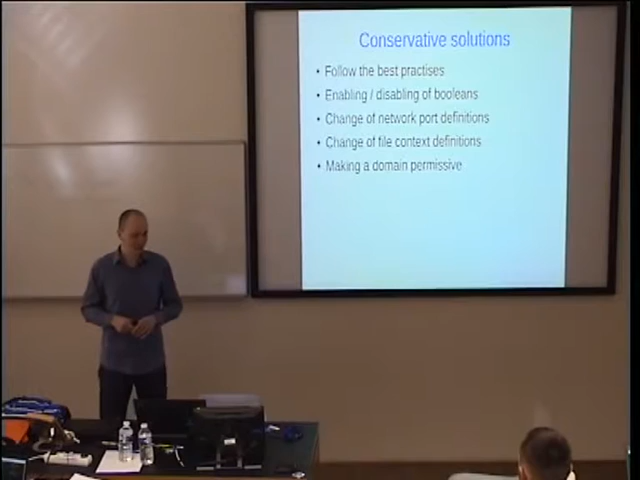 Conservative solutions
• Follow the best practises
• Enabling / disabling of booleans
• Change of network port definitions
• Change of file context definitions
• Making a domain permissive